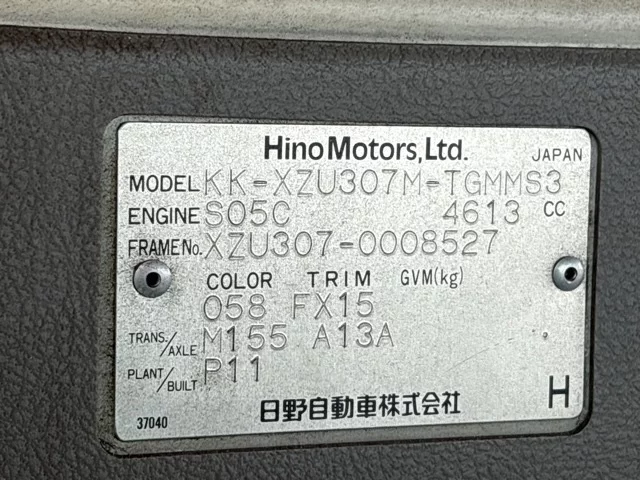 Hino Motors, Ltd.
JAPAN
MODEL KK-XZU307M-TGMMS3
ENGINE S05C 4613 CC
FRAME No. XZU307-0008527
COLOR TRIM GVM(kg)
058 FX15
TRANS./AXLE M155 A13A
PLANT/BUILT P11
日野自動車株式会社 H
37040